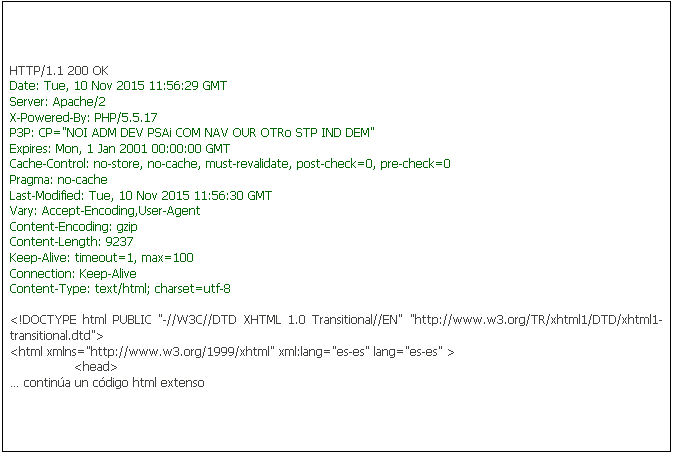 HTTP/1.1 200 OK
Date: Tue, 10 Nov 2015 11:56:29 GMT
Server: Apache/2
X-Powered-By: PHP/5.5.17
P3P: CP="NOI ADM DEV PSAi COM NAV OUR OTRo STP IND DEM"
Expires: Mon, 1 Jan 2001 00:00:00 GMT
Cache-Control: no-store, no-cache, must-revalidate, post-check=0, pre-check=0
Pragma: no-cache
Last-Modified: Tue, 10 Nov 2015 11:56:30 GMT
Vary: Accept-Encoding,User-Agent
Content-Encoding: gzip
Content-Length: 9237
Keep-Alive: timeout=1, max=100
Connection: Keep-Alive
Content-Type: text/html; charset=utf-8
<!DOCTYPE html PUBLIC "-//W3C//DTD XHTML 1.0 Transitional//EN" "http://www.w3.org/TR/xhtml1/DTD/xhtml1-
transitional.dtd">
<html xmlns="http://www.w3.org/1999/xhtml" xml:lang="es-es" lang="es-es" >
<head>
... continúa un código html extenso